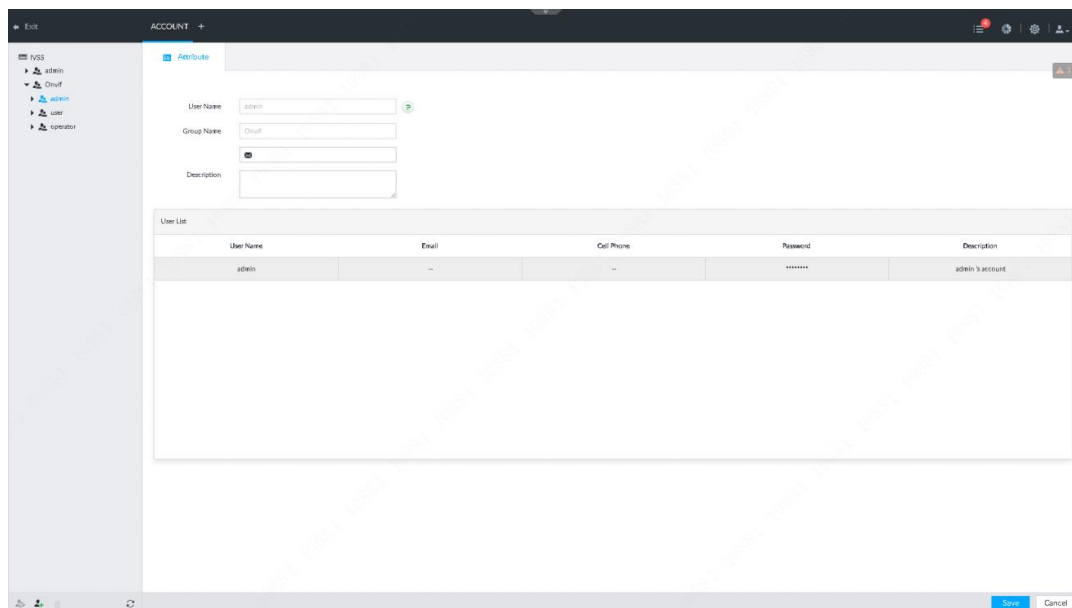 Exit
ACCOUNT +
4
IVSS
admin
Onvif
admin
user
operator
Attribute
User Name admin
Group Name Onvif
Description
User List
User Name Email Cell Phone Password Description
admin -- -- ******** admin 's account
Save Cancel